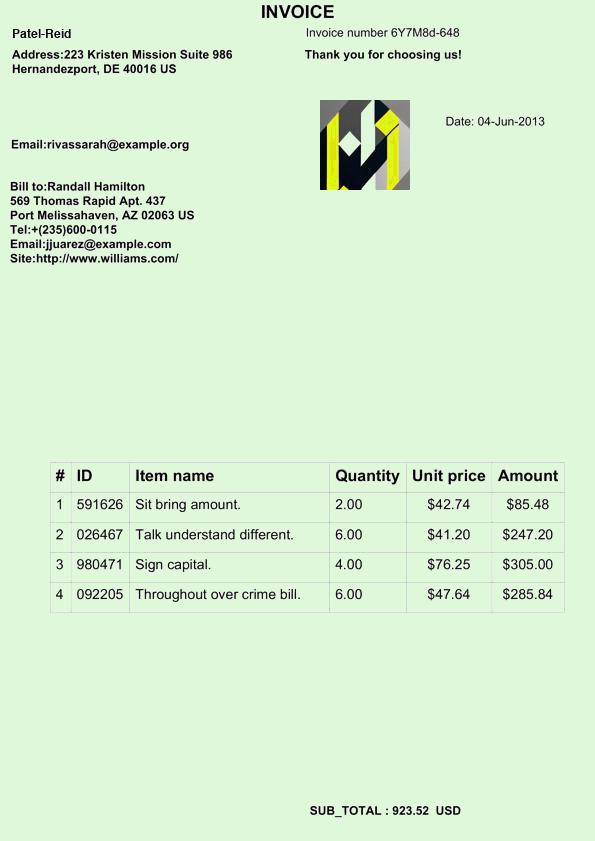 INVOICE
Patel-Reid
Invoice number 6Y7M8d-648
Address:223 Kristen Mission Suite 986
Hernandezport, DE 40016 US
Thank you for choosing us!
Date: 04-Jun-2013
Email:rivassarah@example.org
Bill to:Randall Hamilton
569 Thomas Rapid Apt. 437
Port Melissahaven, AZ 02063 US
Tel:+(235)600-0115
Email:jjuarez@example.com
Site:http://www.williams.com/
# ID Item name Quantity Unit price Amount
1 591626 Sit bring amount. 2.00 $42.74 $85.48
2 026467 Talk understand different. 6.00 $41.20 $247.20
3 980471 Sign capital. 4.00 $76.25 $305.00
4 092205 Throughout over crime bill. 6.00 $47.64 $285.84
SUB_TOTAL : 923.52 USD